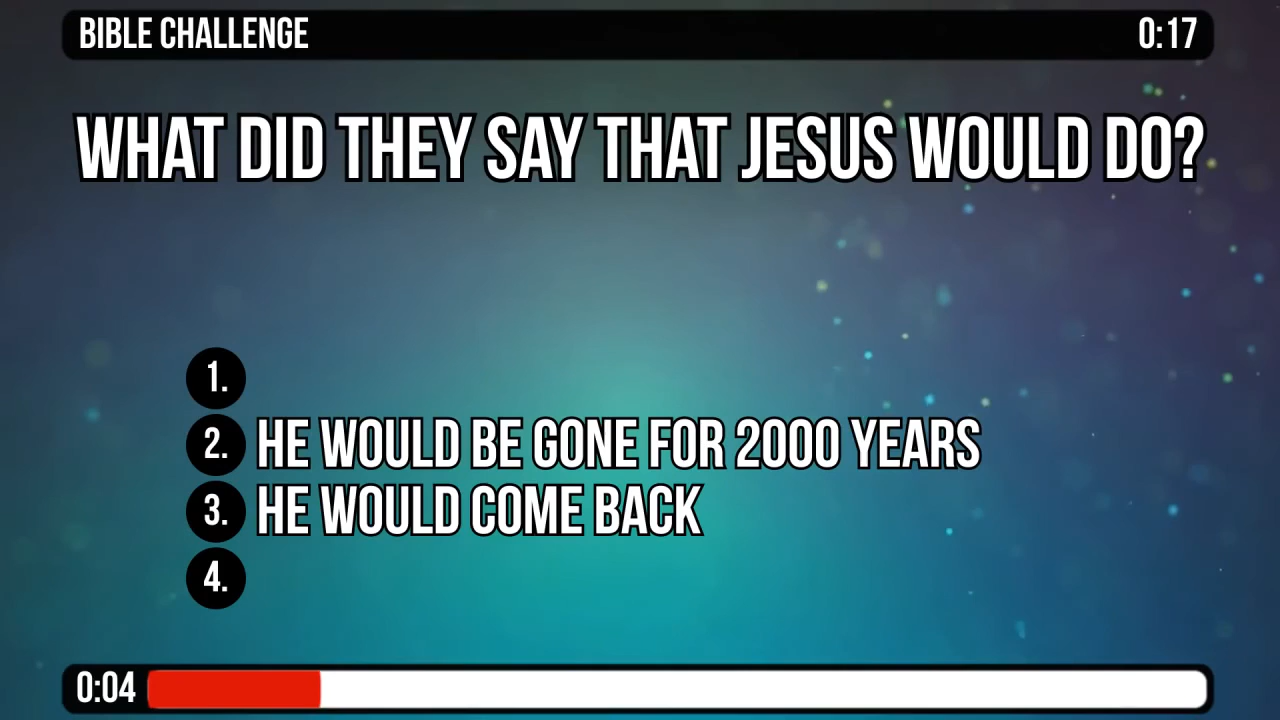 BIBLE CHALLENGE 0:17
WHAT DID THEY SAY THAT JESUS WOULD DO?
1.
2. HE WOULD BE GONE FOR 2000 YEARS
3. HE WOULD COME BACK
4.
0:04